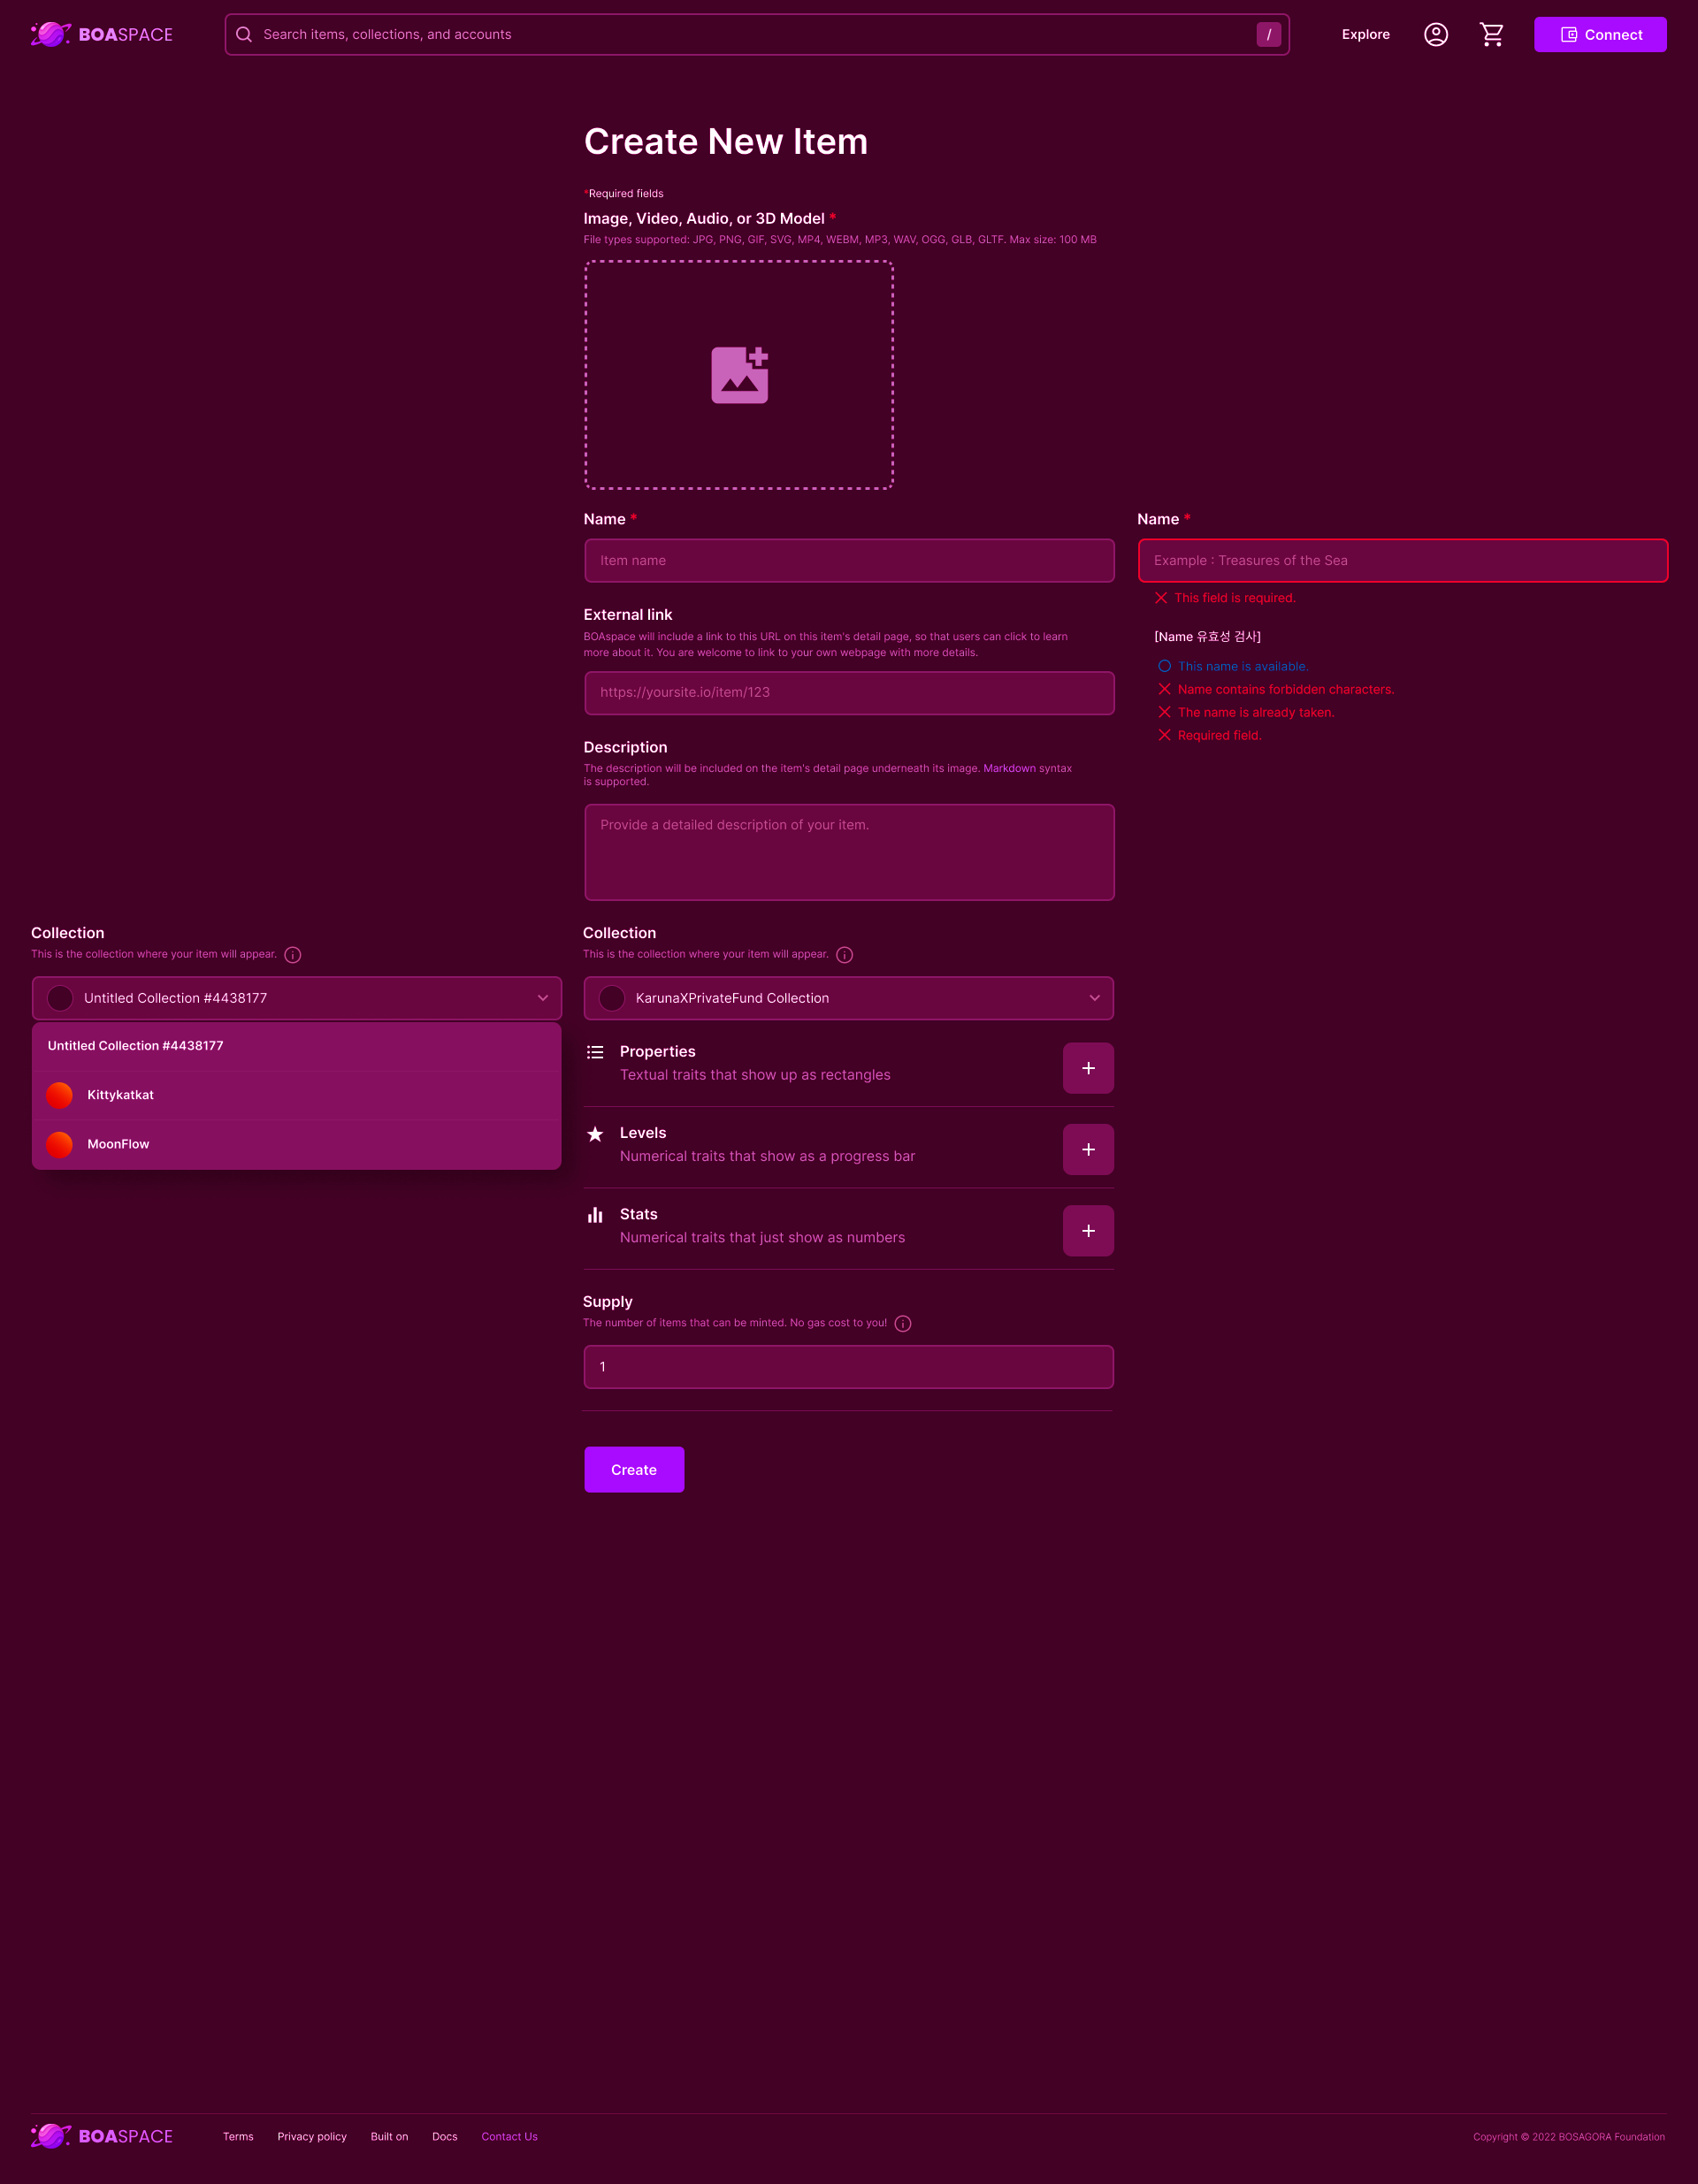 BOASPACE
Search items, collections, and accounts
/
Explore
Connect
Create New Item
*Required fields
Image, Video, Audio, or 3D Model *
File types supported: JPG, PNG, GIF, SVG, MP4, WEBM, MP3, WAV, OGG, GLB, GLTF. Max size: 100 MB
Name *
Item name
External link
BOAspace will include a link to this URL on this item's detail page, so that users can click to learn
more about it. You are welcome to link to your own webpage with more details.
https://yoursite.io/item/123
Description
The description will be included on the item's detail page underneath its image. Markdown syntax
is supported.
Provide a detailed description of your item.
Name *
Example : Treasures of the Sea
This field is required.
[Name 유효성 검사]
This name is available.
Name contains forbidden characters.
The name is already taken.
Required field.
Collection
This is the collection where your item will appear.
Untitled Collection #4438177
Untitled Collection #4438177
Kittykatkat
MoonFlow
Collection
This is the collection where your item will appear.
KarunaXPrivateFund Collection
Properties
Textual traits that show up as rectangles
Levels
Numerical traits that show as a progress bar
Stats
Numerical traits that just show as numbers
Supply
The number of items that can be minted. No gas cost to you!
1
Create
BOASPACE
Terms
Privacy policy
Built on
Docs
Contact Us
Copyright © 2022 BOSAGORA Foundation